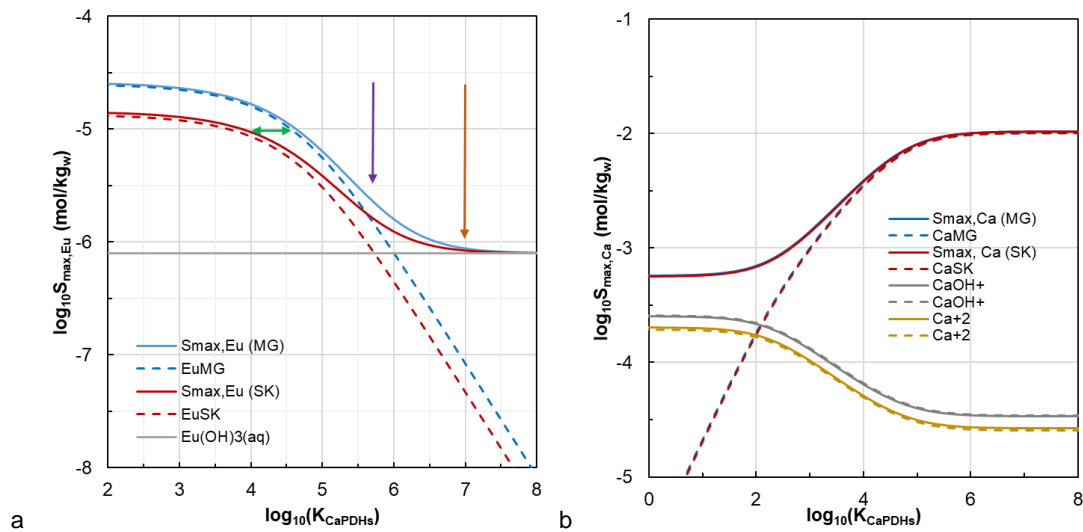 -4
-5
-6
-7
-8
log10Smax,Eu (mol/kgw)
Smax,Eu (MG)
EuMG
Smax,Eu (SK)
EuSK
Eu(OH)3(aq)
2 3 4 5 6 7 8
log10(KCaPDHs)
a
-1
-2
-3
-4
-5
log10Smax,Ca (mol/kgw)
Smax,Ca (MG)
CaMG
Smax, Ca (SK)
CaSK
CaOH+
CaOH+
Ca+2
Ca+2
0 2 4 6 8
log10(KCaPDHs)
b